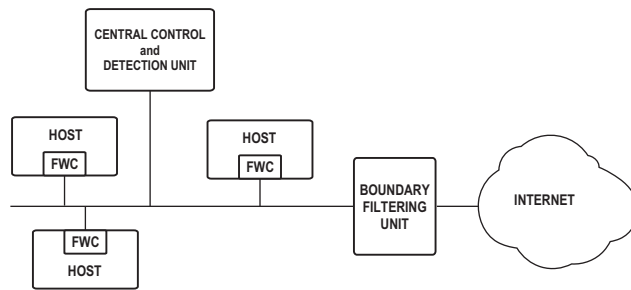 CENTRAL CONTROL
and
DETECTION UNIT
HOST
FWC
HOST
FWC
BOUNDARY
FILTERING
UNIT
INTERNET
FWC
HOST